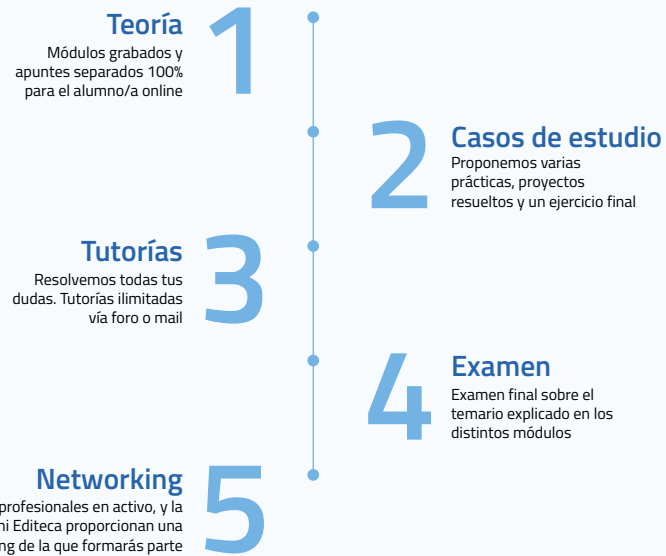 Teoría
1
Módulos grabados y
apuntes separados 100%
para el alumno/a online
2
Casos de estudio
Proponemos varias
prácticas, proyectos
resueltos y un ejercicio final
Tutorías
3
Resolvemos todas tus
dudas. Tutorías ilimitadas
vía foro o mail
4
Examen
Examen final sobre el
temario explicado en los
distintos módulos
Networking
5
profesionales en activo, y la
Editeca proporcionan una
de la que formarás parte